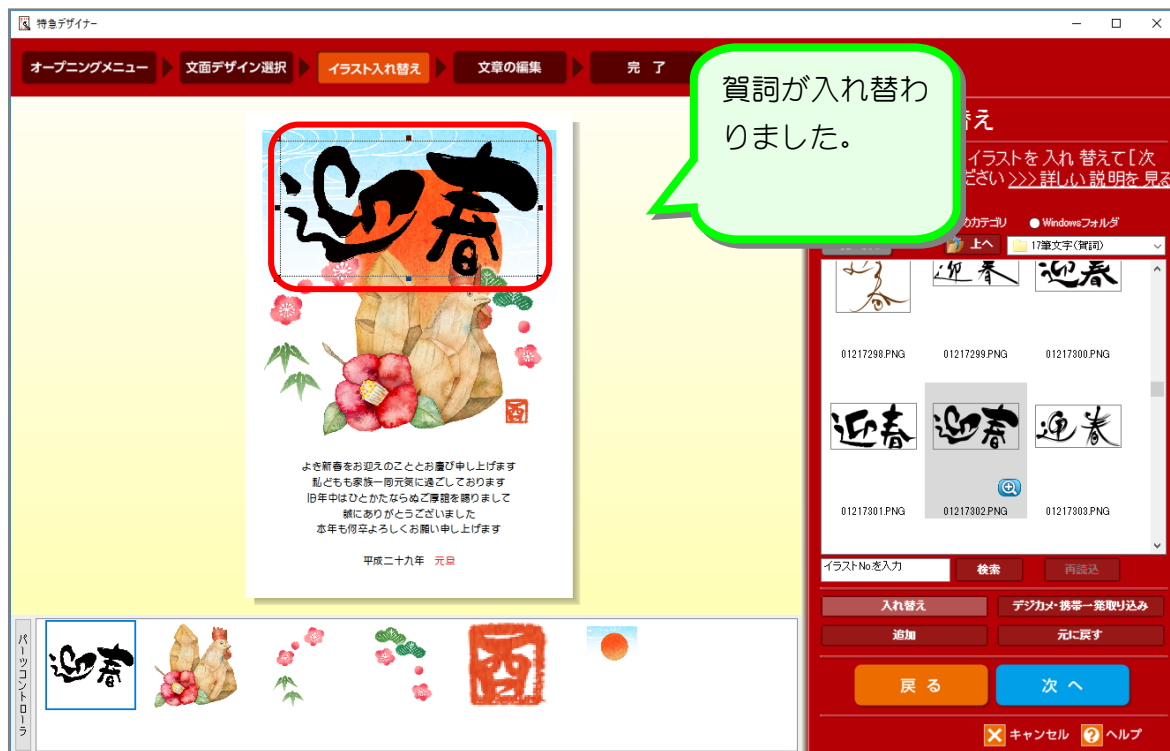 特急デザイナー
オープニングメニュー
文面デザイン選択
イラスト入れ替え
文章の編集
完 了
賀詞が入れ替わ
りました。
迎春
酉
よき新春をお迎えのこととお慶び申し上げます
私どもも家族一同元気に過ごしております
旧年中はひとかたならぬご厚誼を賜りまして
誠にありがとうございました
本年も何卒よろしくお願い申し上げます
平成二十九年 元旦
替え
イラストを入れ替えて[次
ださい >>>詳しい説明を見る
のカテゴリ
Windowsフォルダ
上へ
17筆文字(賀詞)
迎春
迎春
01217298.PNG
01217299.PNG
01217300.PNG
迎春
迎春
迎春
01217301.PNG
01217302.PNG
01217303.PNG
イラストNoを入力
検索
再読込
入れ替え
デジカメ・携帯一発取り込み
追加
元に戻す
戻 る
次 へ
キャンセル
ヘルプ
パーツコントローラ
迎春
酉